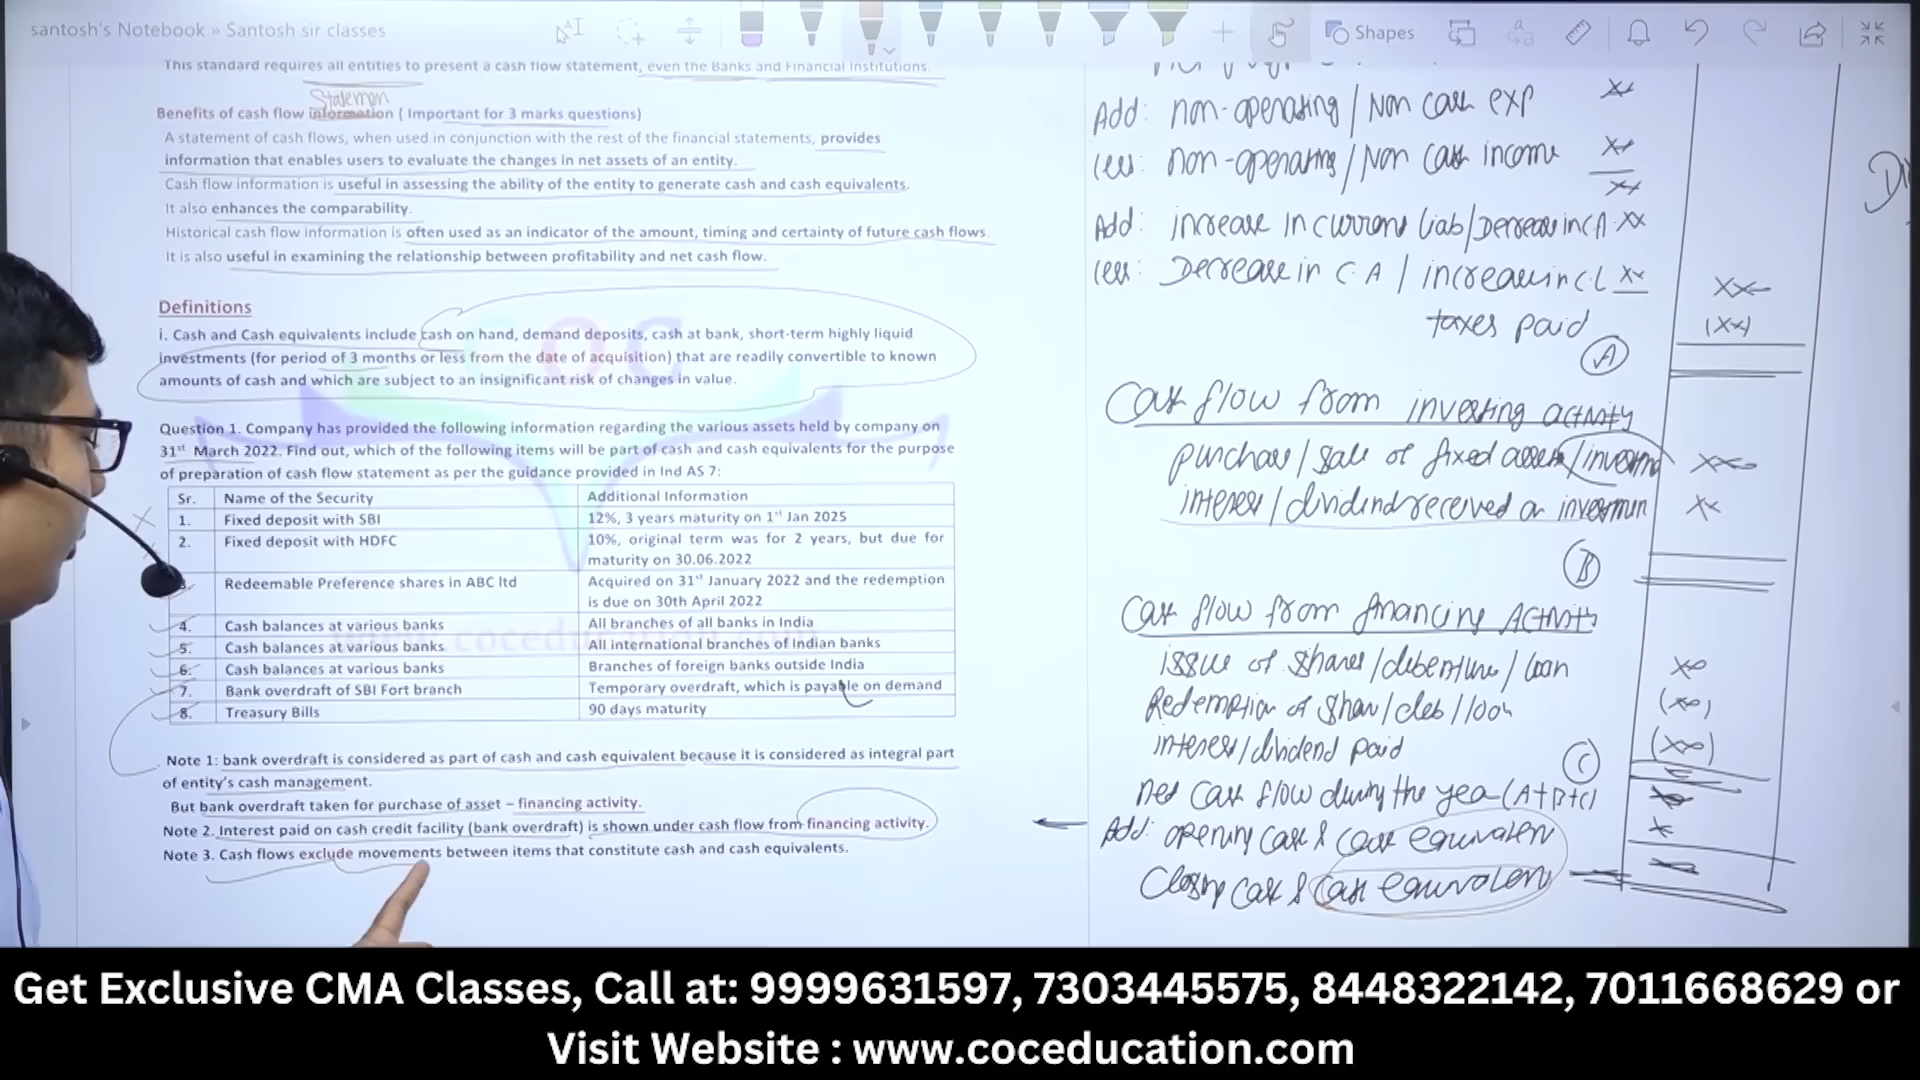 santosh's Notebook » Santosh sir classes
Shapes
This standard requires all entities to present a cash flow statement, even the Banks and Financial Institutions.
Statemen
Benefits of cash flow information ( Important for 3 marks questions)
A statement of cash flows, when used in conjunction with the rest of the financial statements, provides
information that enables users to evaluate the changes in net assets of an entity.
Cash flow information is useful in assessing the ability of the entity to generate cash and cash equivalents.
It also enhances the comparability.
Historical cash flow information is often used as an indicator of the amount, timing and certainty of future cash flows.
It is also useful in examining the relationship between profitability and net cash flow.
Definitions
i. Cash and Cash equivalents include cash on hand, demand deposits, cash at bank, short-term highly liquid
investments (for period of 3 months or less from the date of acquisition) that are readily convertible to known
amounts of cash and which are subject to an insignificant risk of changes in value.
COC
Question 1. Company has provided the following information regarding the various assets held by company on
31st March 2022. Find out, which of the following items will be part of cash and cash equivalents for the purpose
of preparation of cash flow statement as per the guidance provided in Ind AS 7:
Sr. Name of the Security Additional Information
1. Fixed deposit with SBI 12%, 3 years maturity on 1st Jan 2025
2. Fixed deposit with HDFC 10%, original term was for 2 years, but due for
maturity on 30.06.2022
Redeemable Preference shares in ABC ltd Acquired on 31st January 2022 and the redemption
is due on 30th April 2022
4. Cash balances at various banks All branches of all banks in India
5. Cash balances at various banks All international branches of Indian banks
6. Cash balances at various banks Branches of foreign banks outside India
7. Bank overdraft of SBI Fort branch Temporary overdraft, which is payable on demand
8. Treasury Bills 90 days maturity
www.coceducation.com
Note 1: bank overdraft is considered as part of cash and cash equivalent because it is considered as integral part
of entity's cash management.
But bank overdraft taken for purchase of asset – financing activity.
Note 2. Interest paid on cash credit facility (bank overdraft) is shown under cash flow from financing activity.
Note 3. Cash flows exclude movements between items that constitute cash and cash equivalents.
Add: non-operating / Non cash exp xx
less: non-operating / Non cash income xx
xx
Add: increase in current liab/Decrease in C.A. xx
less: Decrease in C A / increase in C L xx xx
taxes paid (xx)
A
Cash flow from investing activity
purchase/sale of fixed assets/investmen xx
interest/dividend received on investmen xx
B
Cash flow from financing Activity
issue of shares/debenture/loan xx
Redemption of share/deb/loan (xx)
interest/dividend paid (xx)
C
net cash flow during the year (A+B+C)
Add: opening cash & cash equivalen x
Closing cash & cash equivalen
Get Exclusive CMA Classes, Call at: 9999631597, 7303445575, 8448322142, 7011668629 or
Visit Website : www.coceducation.com